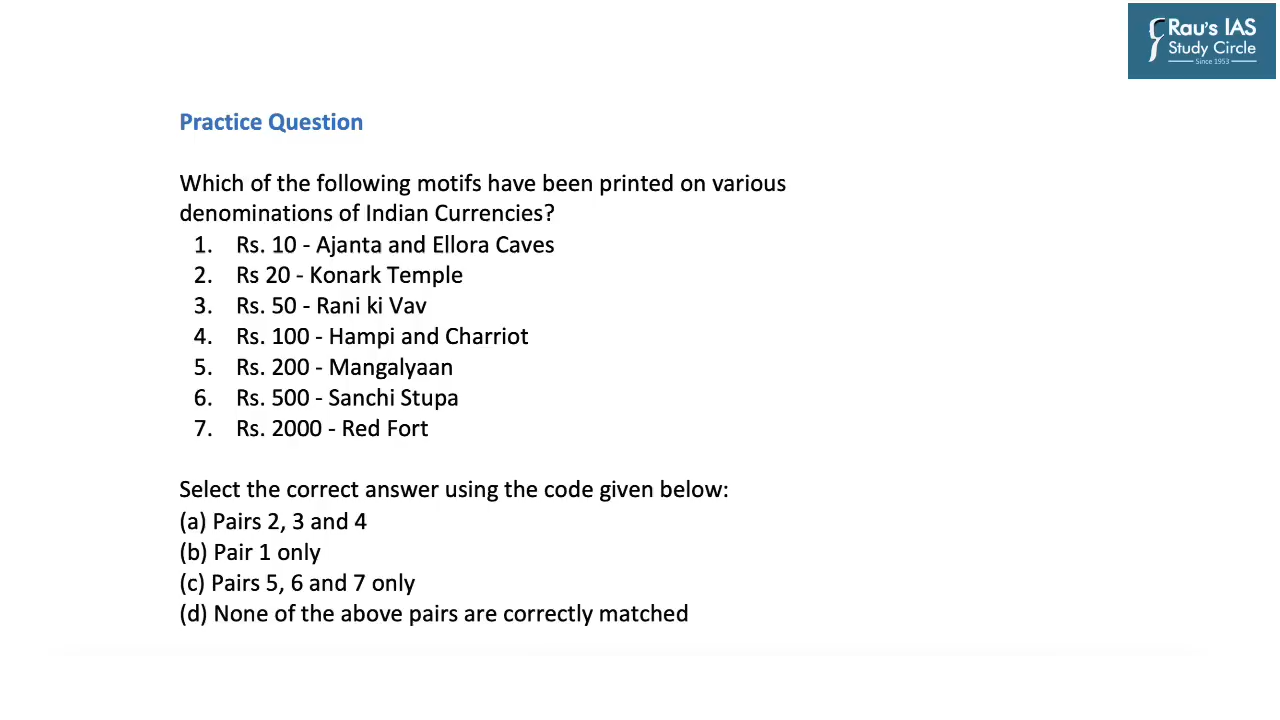 Rau's IAS
Study Circle
Since 1953
Practice Question
Which of the following motifs have been printed on various
denominations of Indian Currencies?
1. Rs. 10 - Ajanta and Ellora Caves
2. Rs 20 - Konark Temple
3. Rs. 50 - Rani ki Vav
4. Rs. 100 - Hampi and Charriot
5. Rs. 200 - Mangalyaan
6. Rs. 500 - Sanchi Stupa
7. Rs. 2000 - Red Fort
Select the correct answer using the code given below:
(a) Pairs 2, 3 and 4
(b) Pair 1 only
(c) Pairs 5, 6 and 7 only
(d) None of the above pairs are correctly matched